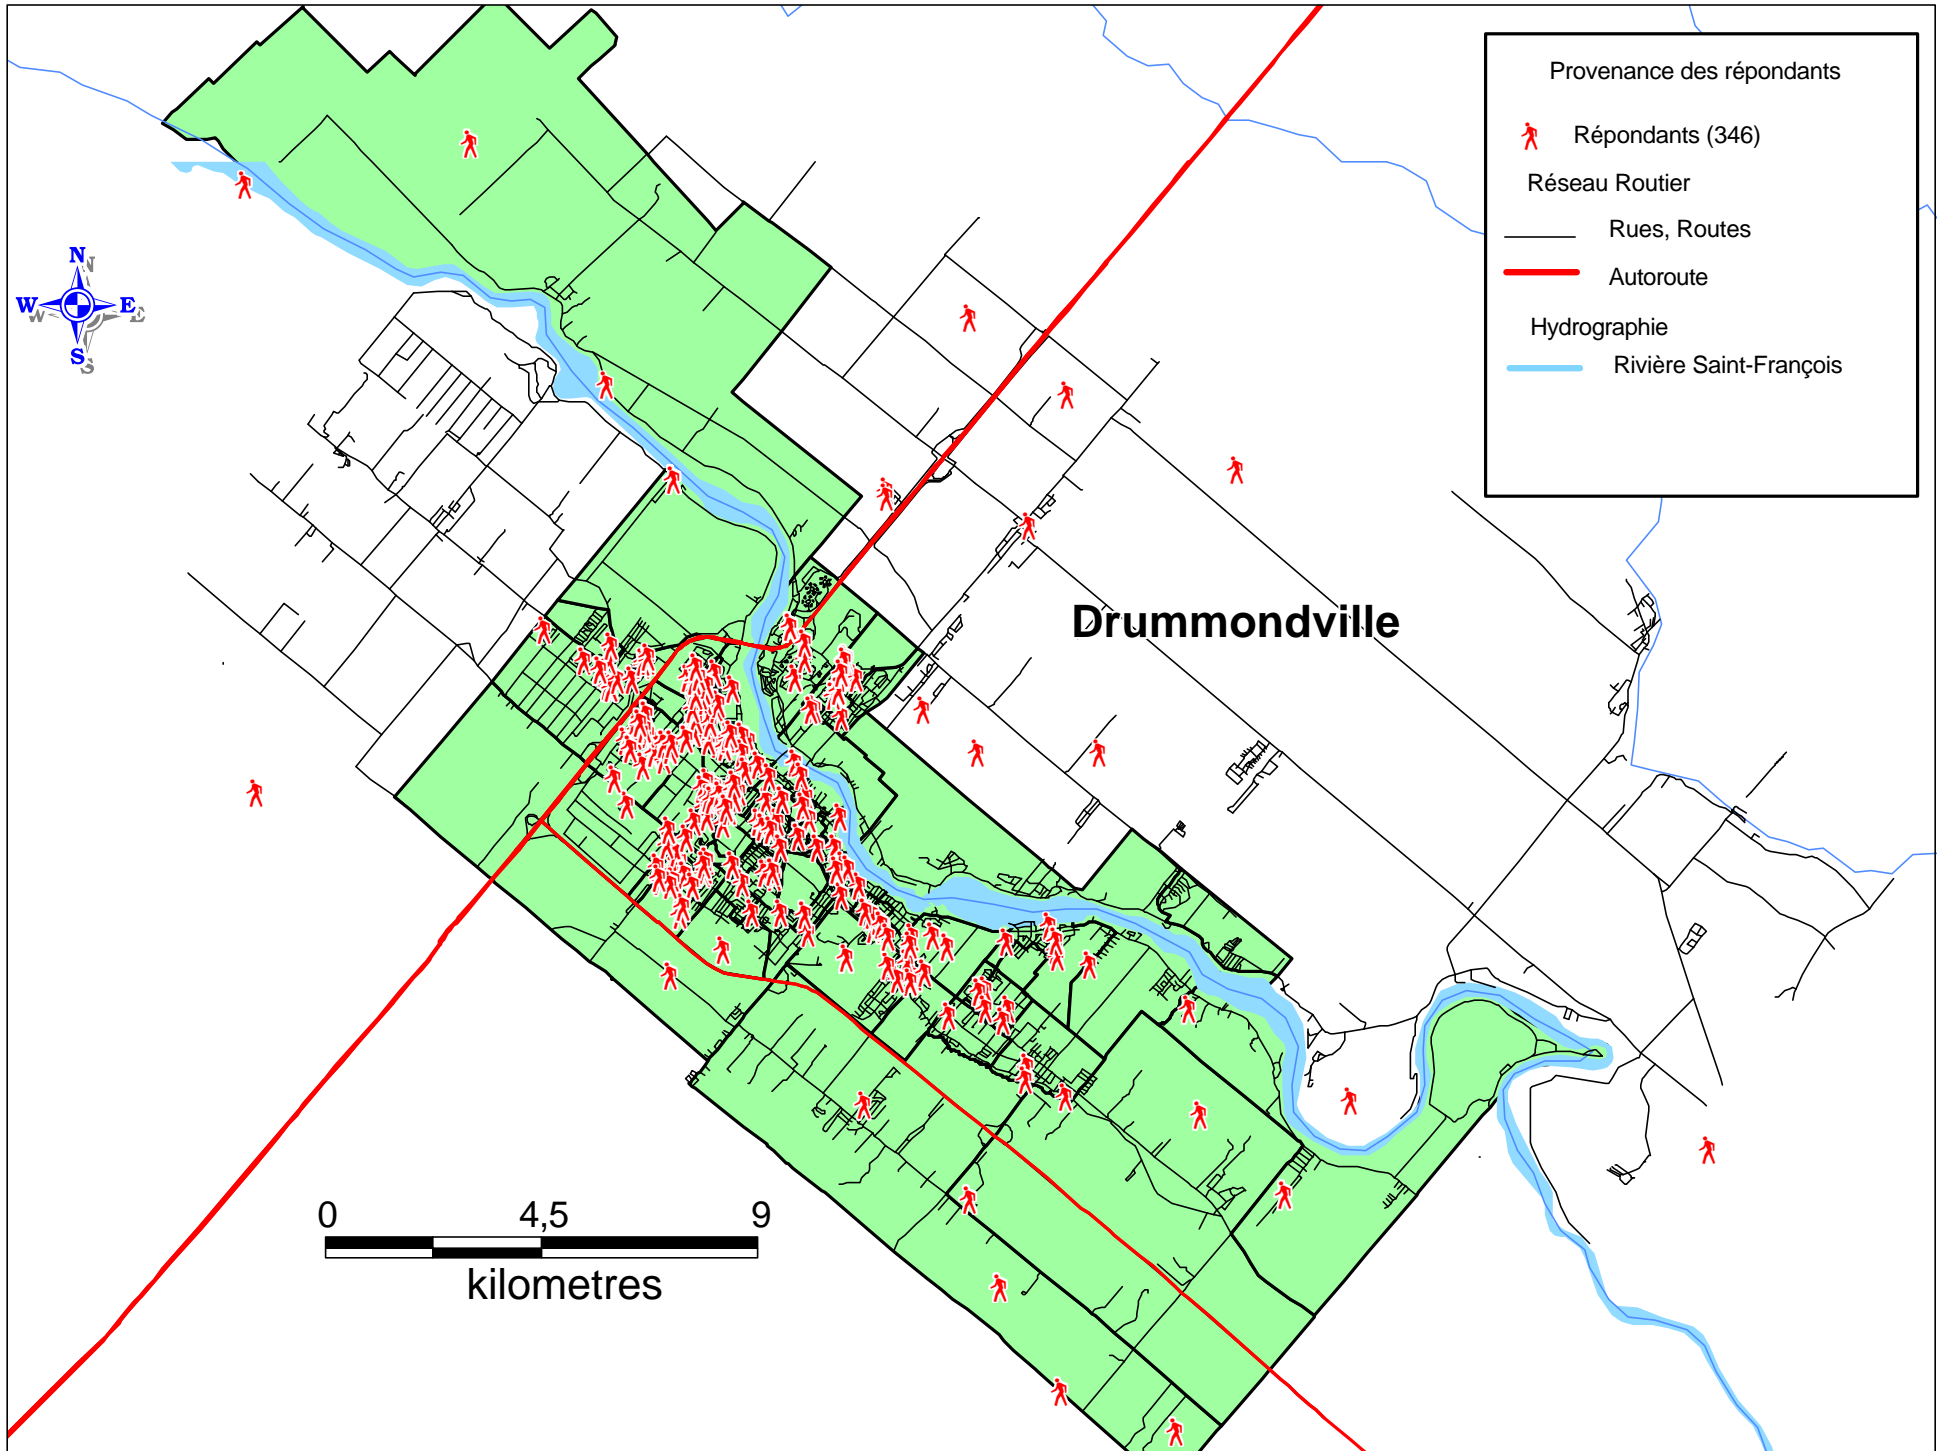 Provenance des répondants
Répondants (346)
Réseau Routier
Rues, Routes
Autoroute
Hydrographie
Rivière Saint-François
N
N
W
W
E
E
S
S
Drummondville
0 4,5 9
kilometres